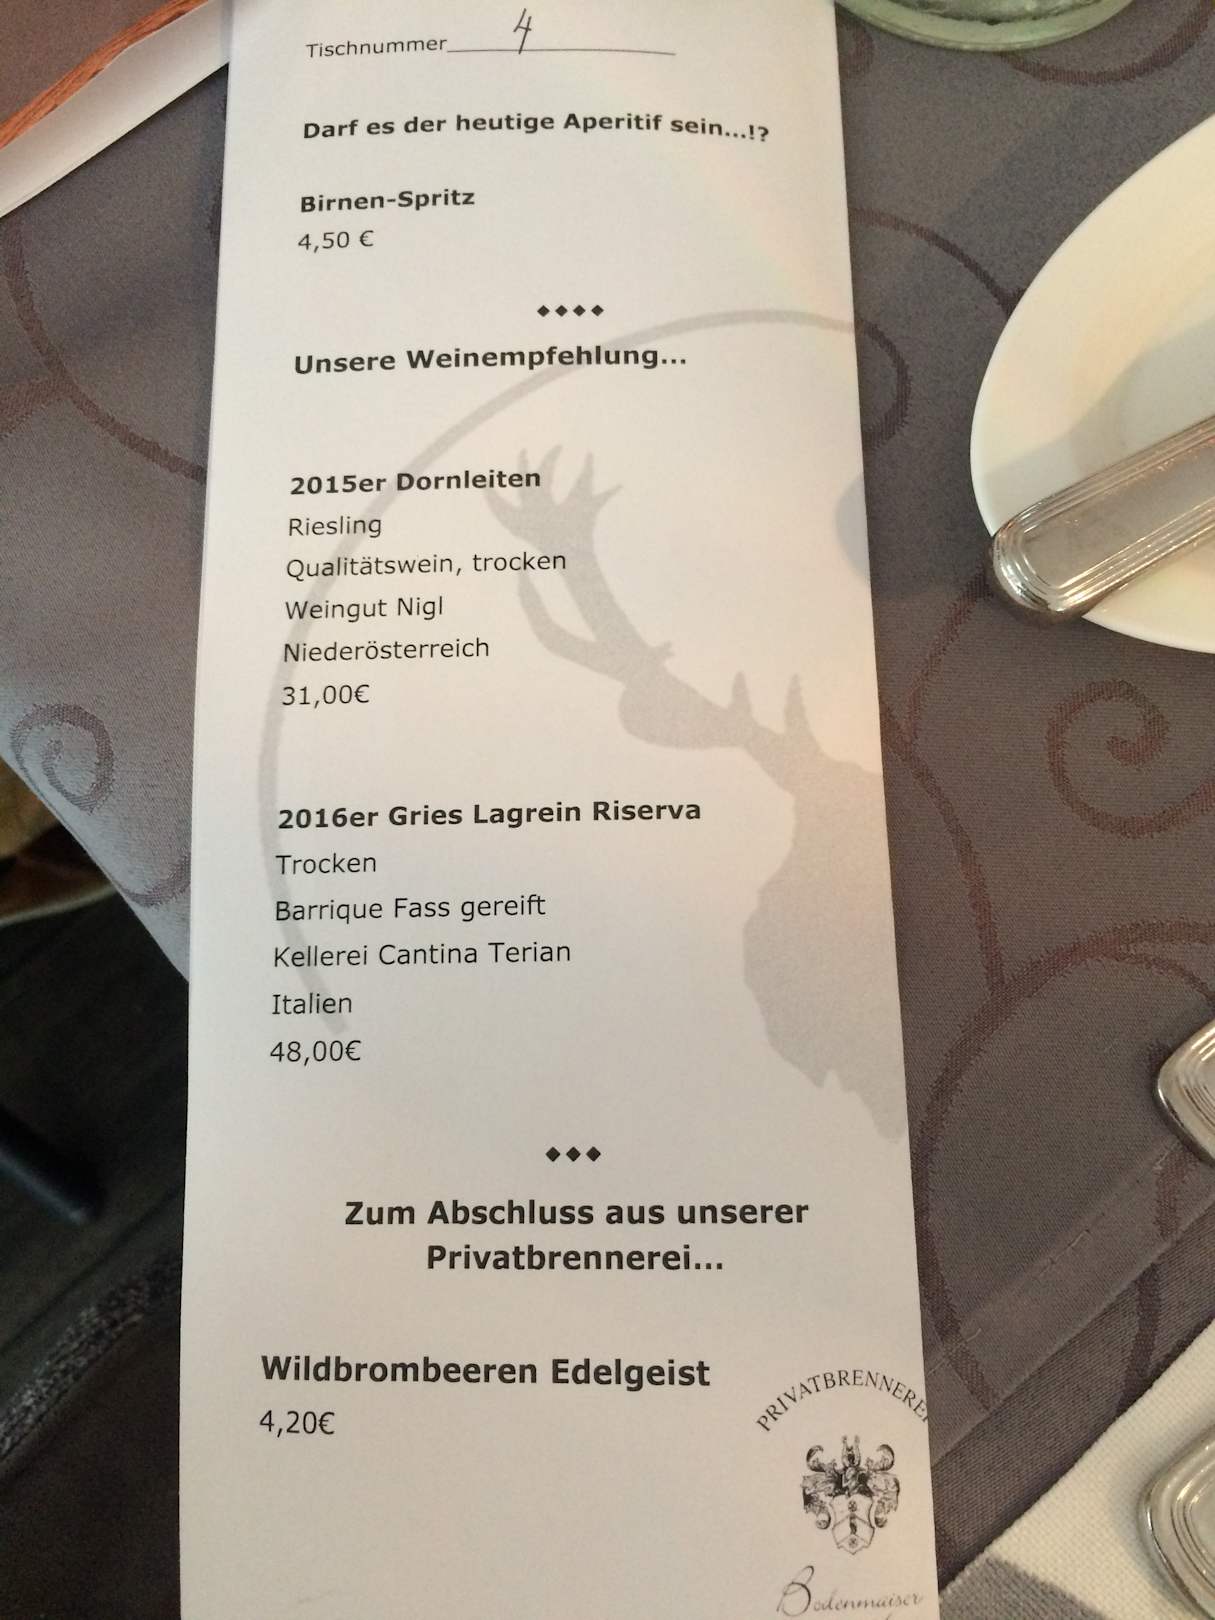 Tischnummer 4
Darf es der heutige Aperitif sein...!?
Birnen-Spritz
4,50 €
Unsere Weinempfehlung...
2015er Dornleiten
Riesling
Qualitätswein, trocken
Weingut Nigl
Niederösterreich
31,00€
2016er Gries Lagrein Riserva
Trocken
Barrique Fass gereift
Kellerei Cantina Terlan
Italien
48,00€
Zum Abschluss aus unserer
Privatbrennerei...
Wildbrombeeren Edelgeist
4,20€
PRIVATBRENNEREI
Bodenmaiser